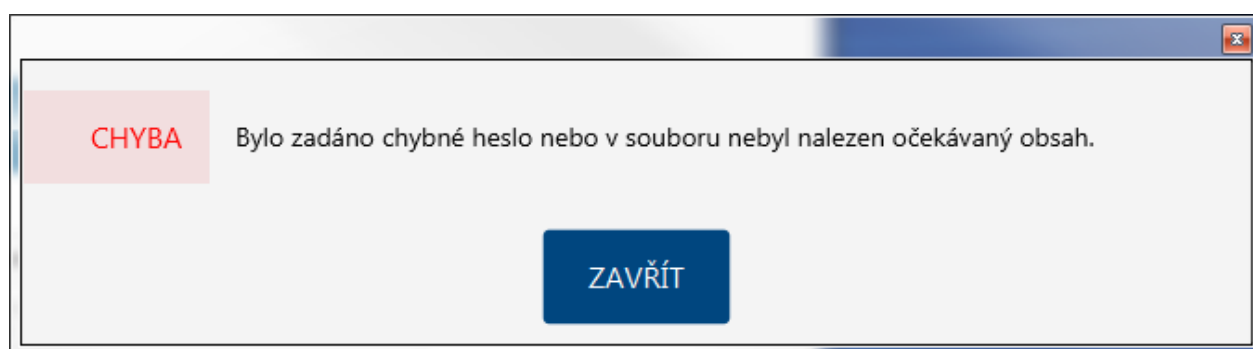 CHYBA
Bylo zadáno chybné heslo nebo v souboru nebyl nalezen očekávaný obsah.
ZAVŘÍT